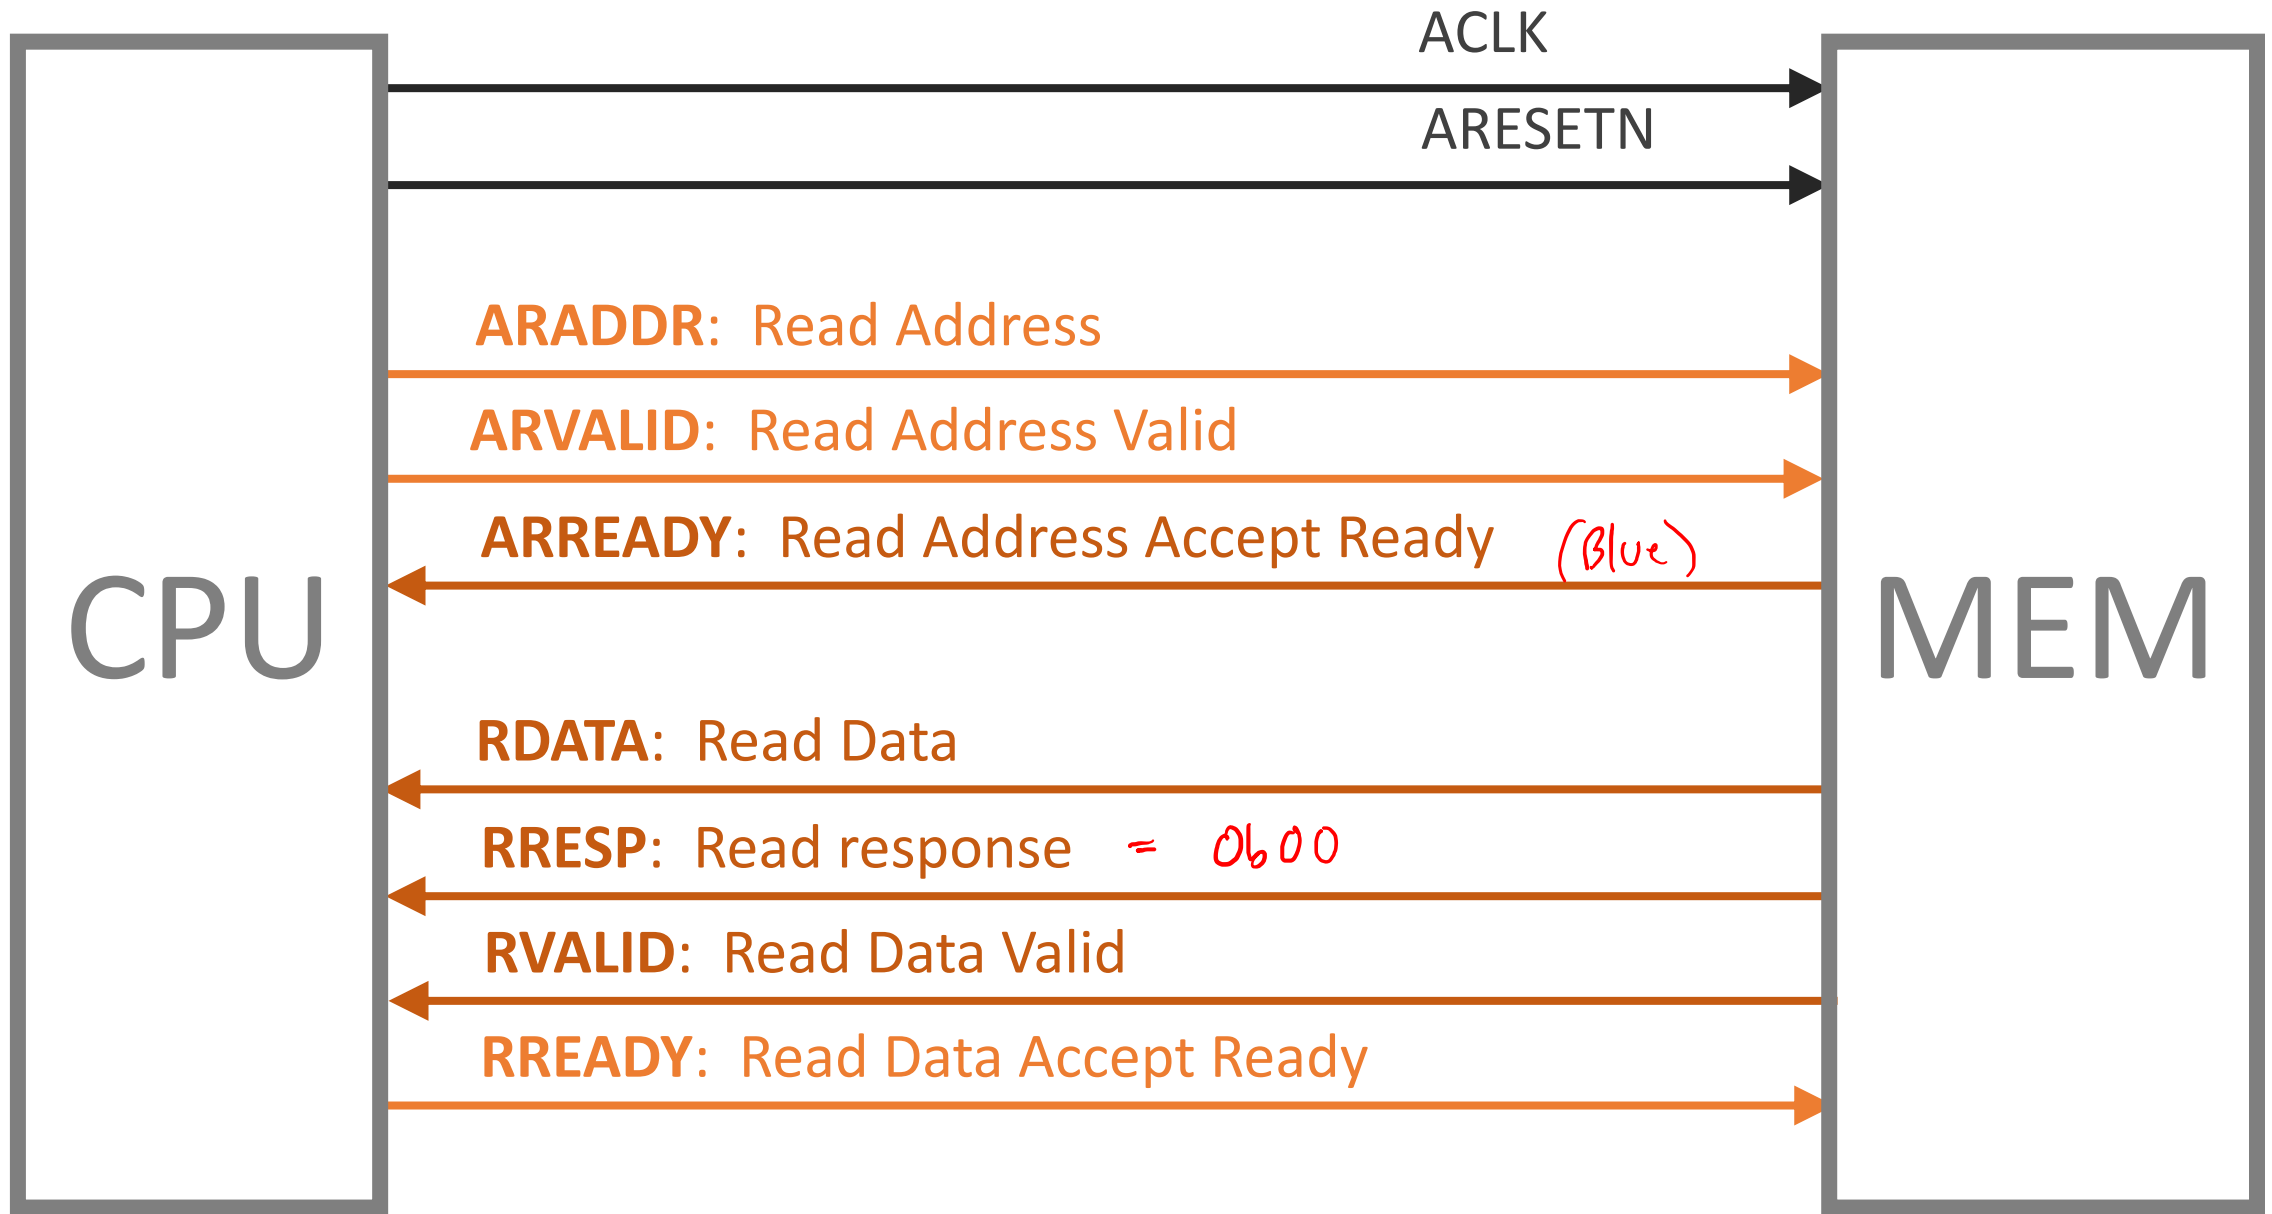 ACLK
ARESETN
ARADDR: Read Address
ARVALID: Read Address Valid
ARREADY: Read Address Accept Ready (Blue)
CPU
MEM
RDATA: Read Data
RRESP: Read response = 0b00
RVALID: Read Data Valid
RREADY: Read Data Accept Ready